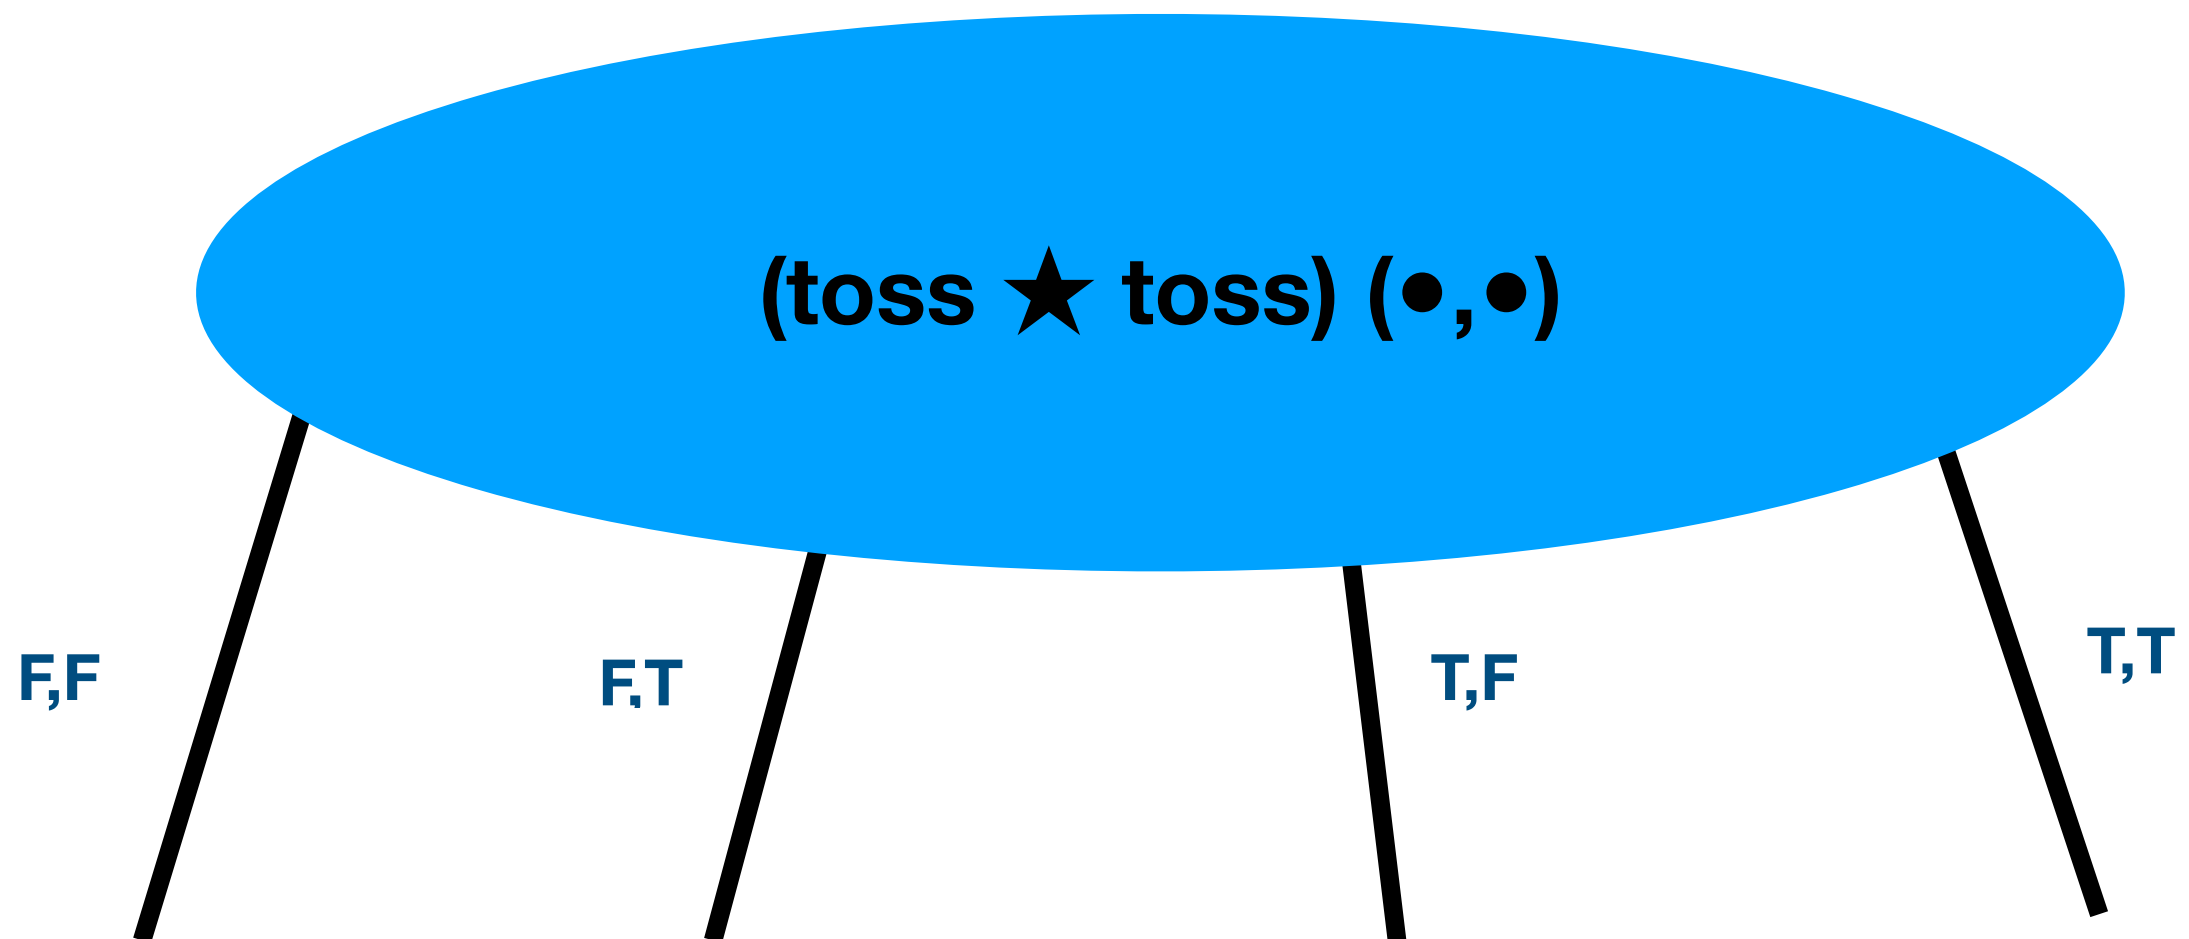 (toss ★ toss) (•,•)
F,F
F,T
T,F
T,T